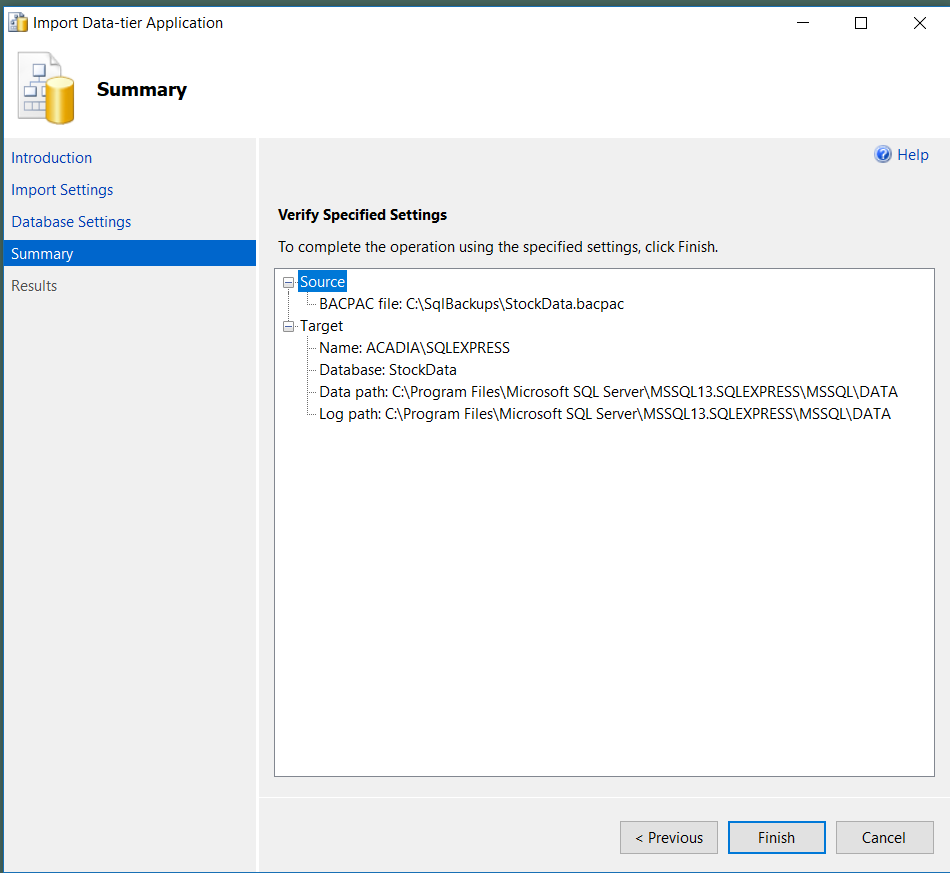 Import Data-tier Application
Summary
Introduction
Import Settings
Database Settings
Summary
Results
Help
Verify Specified Settings
To complete the operation using the specified settings, click Finish.
Source
BACPAC file: C:\SqlBackups\StockData.bacpac
Target
Name: ACADIA\SQLEXPRESS
Database: StockData
Data path: C:\Program Files\Microsoft SQL Server\MSSQL13.SQLEXPRESS\MSSQL\DATA
Log path: C:\Program Files\Microsoft SQL Server\MSSQL13.SQLEXPRESS\MSSQL\DATA
< Previous
Finish
Cancel